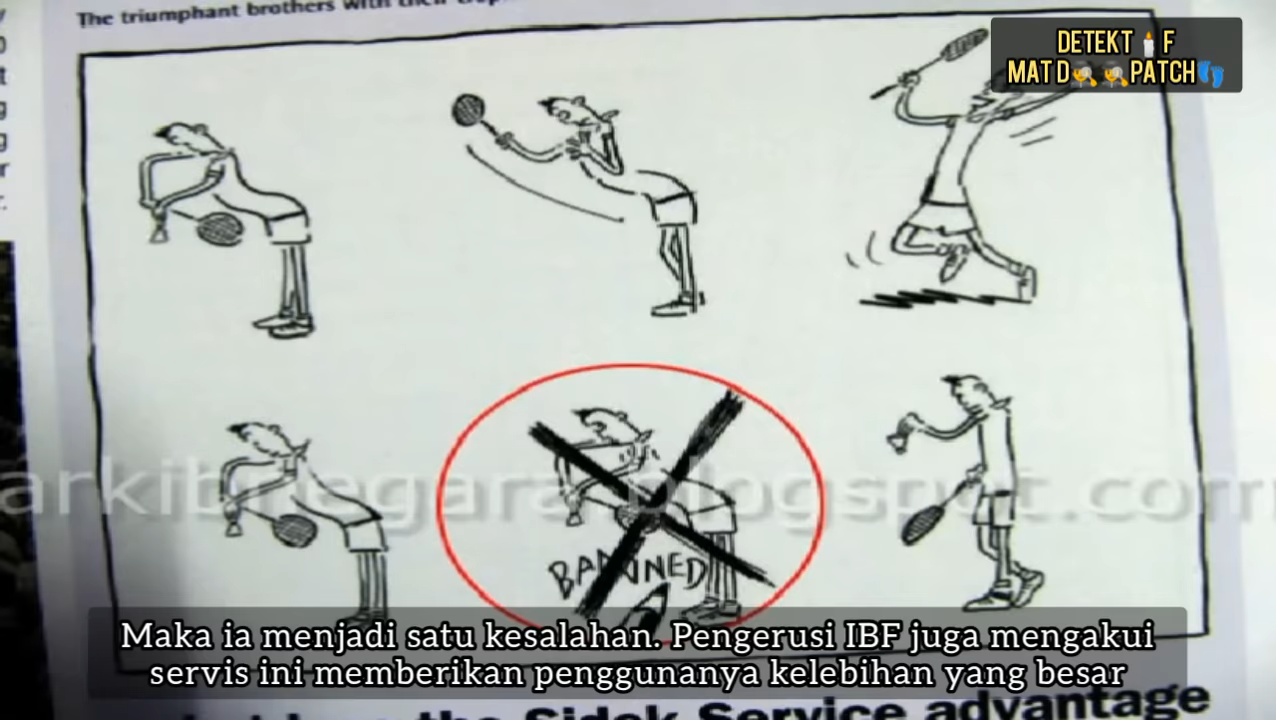 The triumphant brothers with their
DETEKT F
MAT D PATCH
BANNED
arkibnegara.blogspot.com
Maka ia menjadi satu kesalahan. Pengerusi IBF juga mengakui
servis ini memberikan penggunanya kelebihan yang besar
the Sidek Service advantage